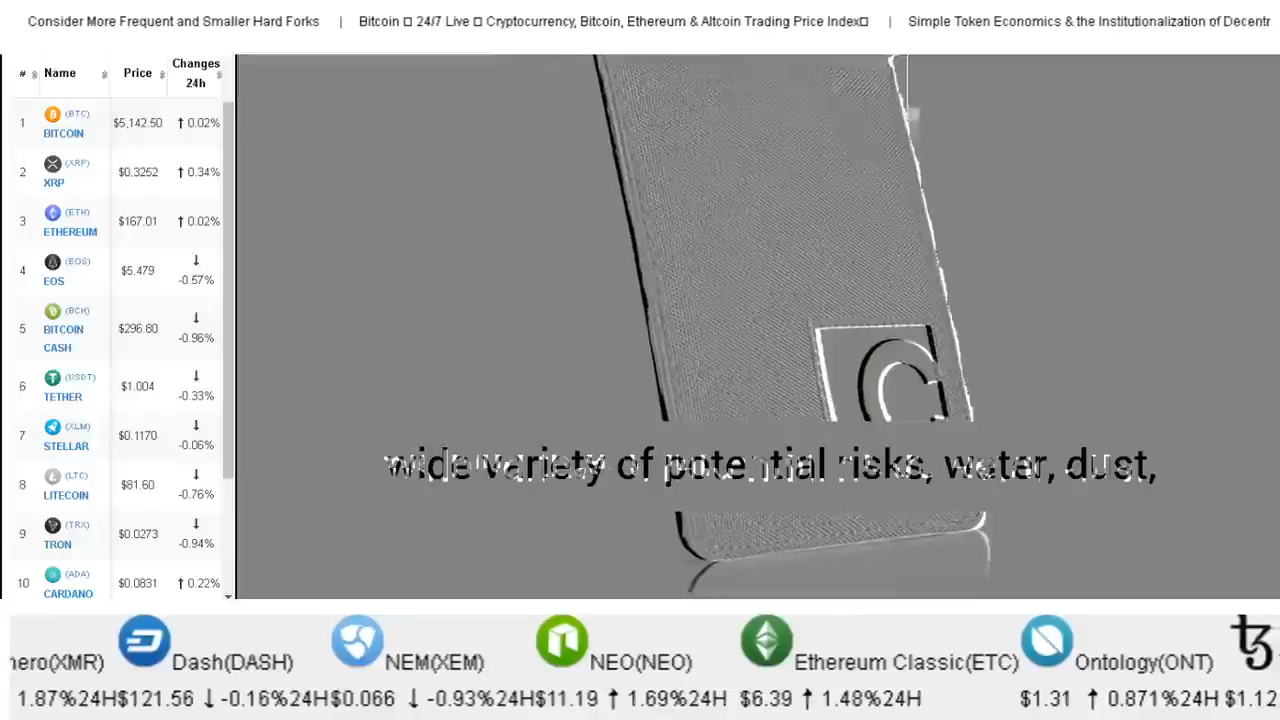 Consider More Frequent and Smaller Hard Forks | Bitcoin 24/7 Live Cryptocurrency, Bitcoin, Ethereum & Altcoin Trading Price Index | Simple Token Economics & the Institutionalization of Decentr
# Name Price Changes 24h
1 (BTC) BITCOIN $5,142.50 ↑ 0.02%
2 (XRP) XRP $0.3252 ↑ 0.34%
3 (ETH) ETHEREUM $167.01 ↑ 0.02%
4 (EOS) EOS $5.479 ↓ -0.57%
5 (BCH) BITCOIN CASH $296.80 ↓ -0.96%
6 (USDT) TETHER $1.004 ↓ -0.33%
7 (XLM) STELLAR $0.1170 ↓ -0.06%
8 (LTC) LITECOIN $81.60 ↓ -0.76%
9 (TRX) TRON $0.0273 ↓ -0.94%
10 (ADA) CARDANO $0.0831 ↑ 0.22%
wide variety of potential risks, water, dust,
nero(XMR) Dash(DASH) NEM(XEM) NEO(NEO) Ethereum Classic(ETC) Ontology(ONT)
1.87%24H $121.56 ↓ -0.16%24H $0.066 ↓ -0.93%24H $11.19 ↑ 1.69%24H $6.39 ↑ 1.48%24H $1.31 ↑ 0.871%24H $1.12